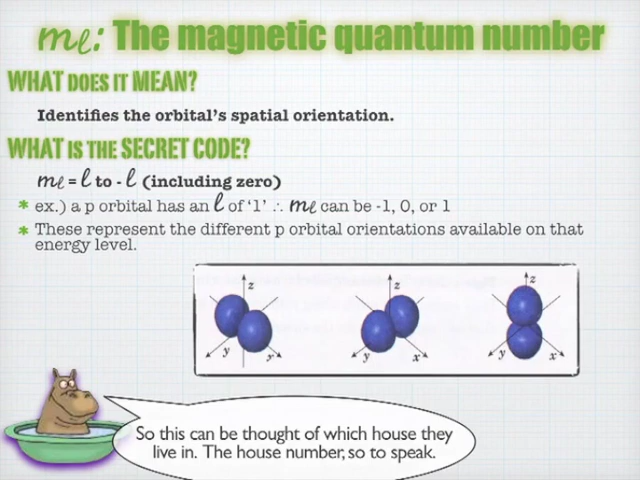 mℓ: The magnetic quantum number
WHAT DOES IT MEAN?
Identifies the orbital's spatial orientation.
WHAT IS THE SECRET CODE?
mℓ = ℓ to - ℓ (including zero)
* ex.) a p orbital has an ℓ of '1' ∴ mℓ can be -1, 0, or 1
* These represent the different p orbital orientations available on that
energy level.
z z z
y x y x y x
So this can be thought of which house they
live in. The house number, so to speak.